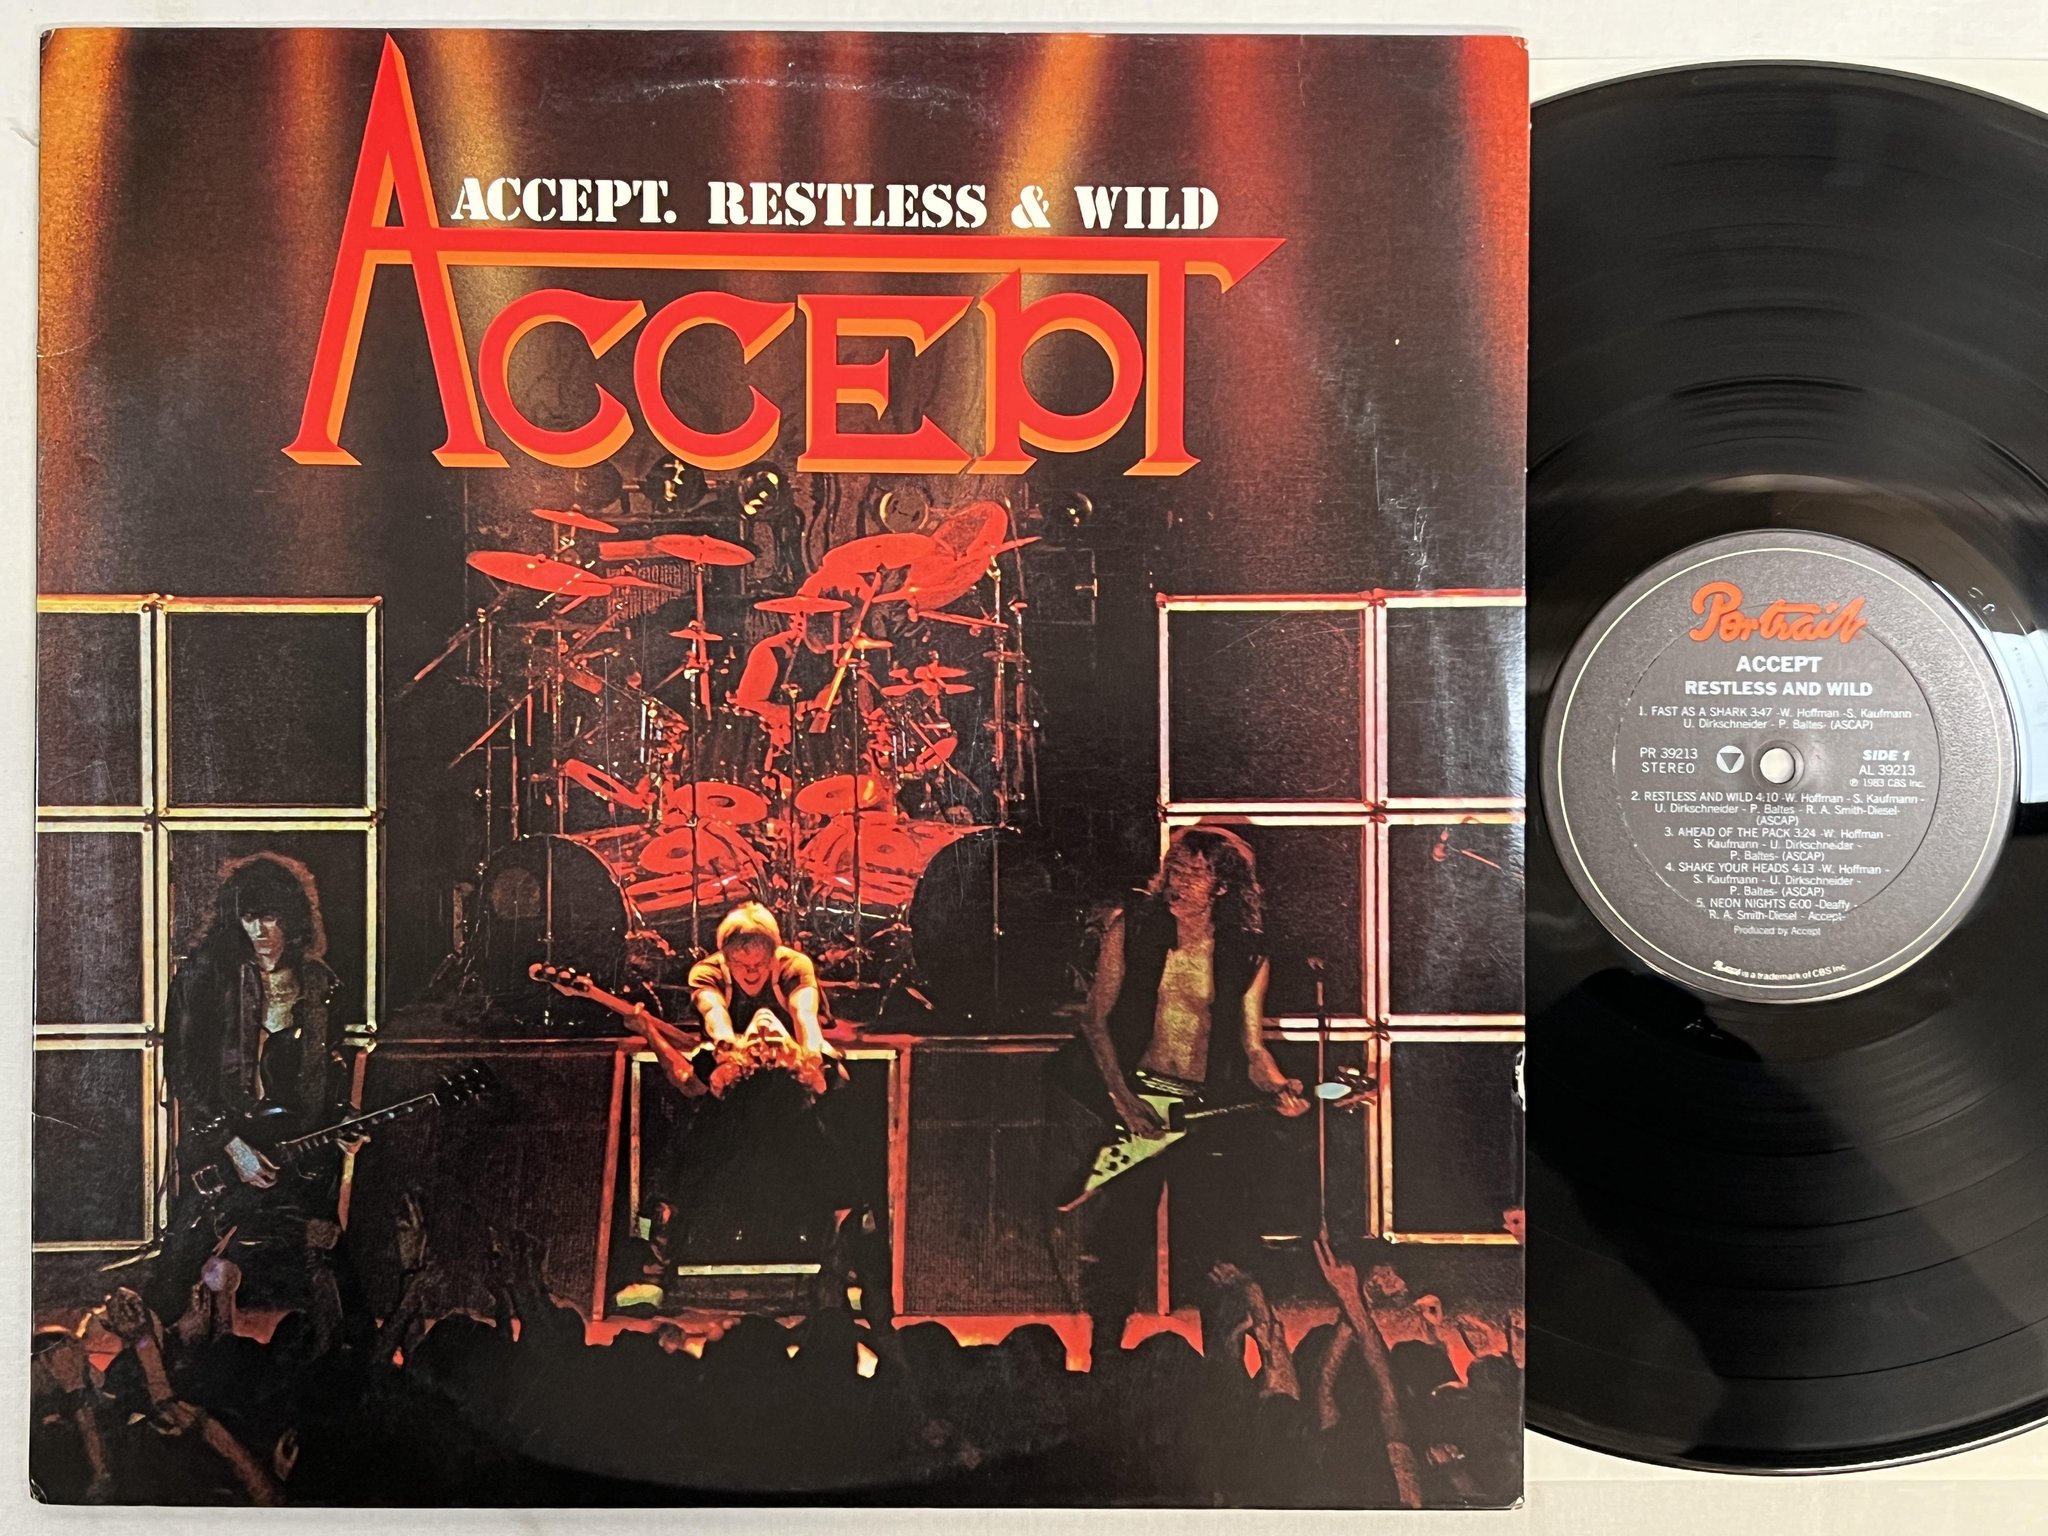 ACCEPT. RESTLESS & WILD
ACCEPT
Portrait
ACCEPT
RESTLESS AND WILD
1. FAST AS A SHARK 3:47 -W. Hoffman -S. Kaufmann -
U. Dirkschneider - P. Baltes- (ASCAP)
PR 39213
STEREO
SIDE 1
AL 39213
℗ 1983 CBS Inc.
2. RESTLESS AND WILD 4:10 -W. Hoffman - S. Kaufmann -
U. Dirkschneider - P. Baltes - R. A. Smith-Diesel-
(ASCAP)
3. AHEAD OF THE PACK 3:24 -W. Hoffman -
S. Kaufmann - U. Dirkschneider -
P. Baltes- (ASCAP)
4. SHAKE YOUR HEADS 4:13 -W. Hoffman -
S. Kaufmann - U. Dirkschneider -
P. Baltes- (ASCAP)
5. NEON NIGHTS 6:00 -Deaffy -
R. A. Smith-Diesel - Accept-
Produced by Accept
Portrait is a trademark of CBS Inc